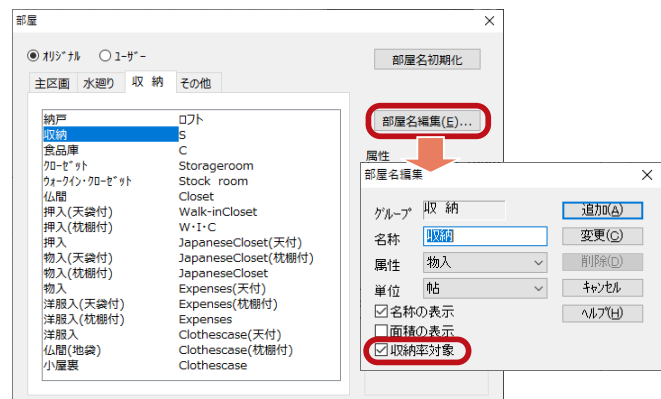 部屋
オリジナル ユーザー
部屋名初期化
主区画 水廻り 収 納 その他
部屋名編集(E)...
属性
納戸 ロフト
収納 S
食品庫 C
クローゼット Storageroom
ウォークイン・クローゼット Stock room
仏間 Closet
押入(天袋付) Walk-inCloset
押入(枕棚付) W・I・C
押入 JapaneseCloset(天付)
物入(天袋付) JapaneseCloset(枕棚付)
物入(枕棚付) JapaneseCloset
物入 Expenses(天付)
洋服入(天袋付) Expenses(枕棚付)
洋服入(枕棚付) Expenses
洋服入 Clothescase(天付)
仏間(地袋) Clothescase(枕棚付)
小屋裏 Clothescase
部屋名編集
グループ 収 納
追加(A)
名称 収納
変更(C)
属性 物入
削除(D)
単位 帖
キャンセル
名称の表示
ヘルプ(H)
面積の表示
収納率対象